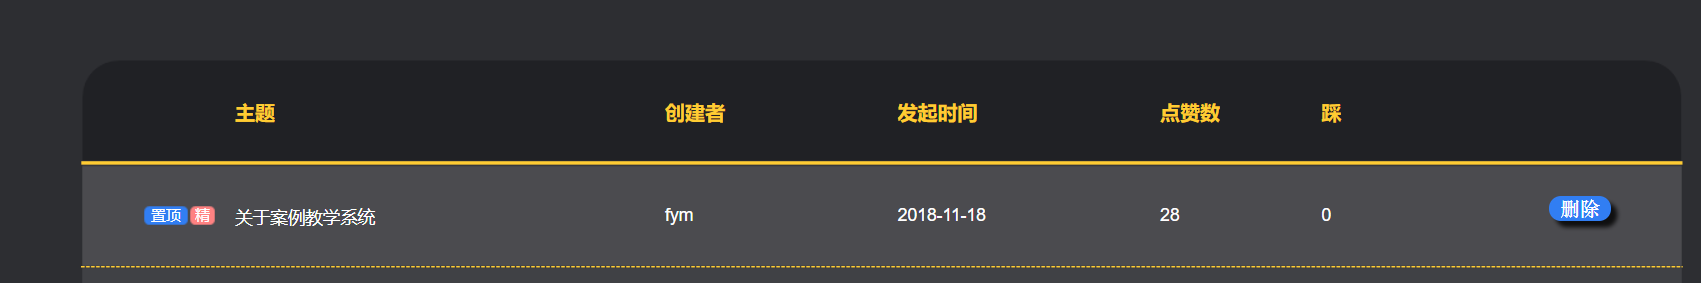 主题 创建者 发起时间 点赞数 踩
置顶 精 关于案例教学系统 fym 2018-11-18 28 0 删除